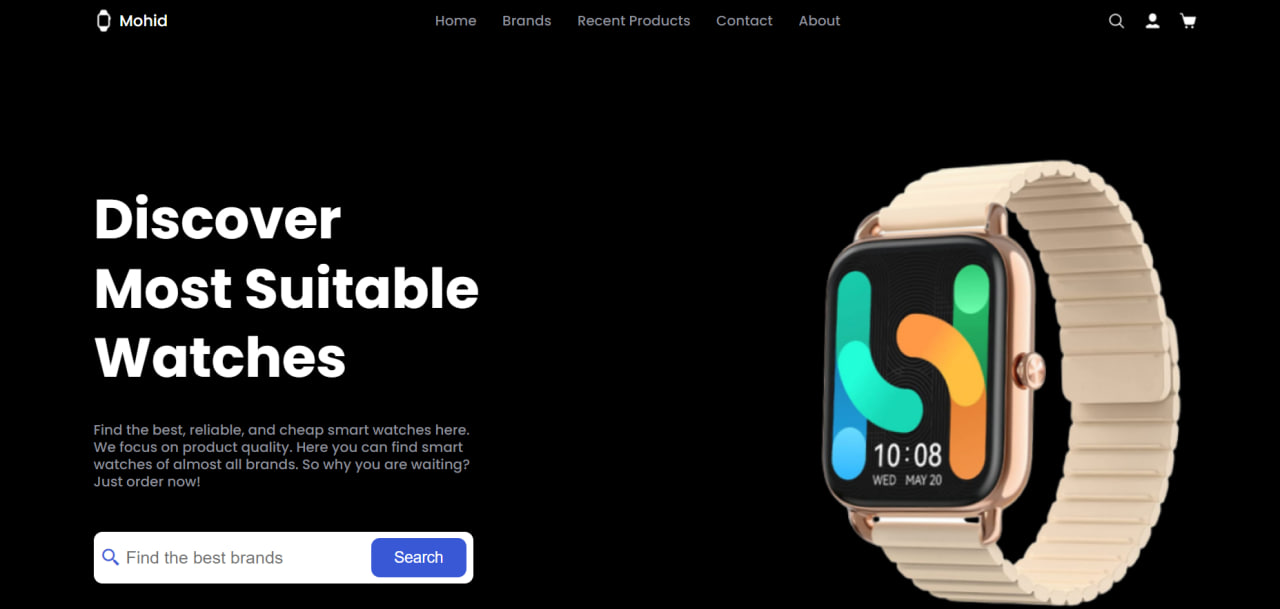 Mohid
Home Brands Recent Products Contact About
Discover
Most Suitable
Watches
Find the best, reliable, and cheap smart watches here.
We focus on product quality. Here you can find smart
watches of almost all brands. So why you are waiting?
Just order now!
Find the best brands Search
10:08
WED MAY 20